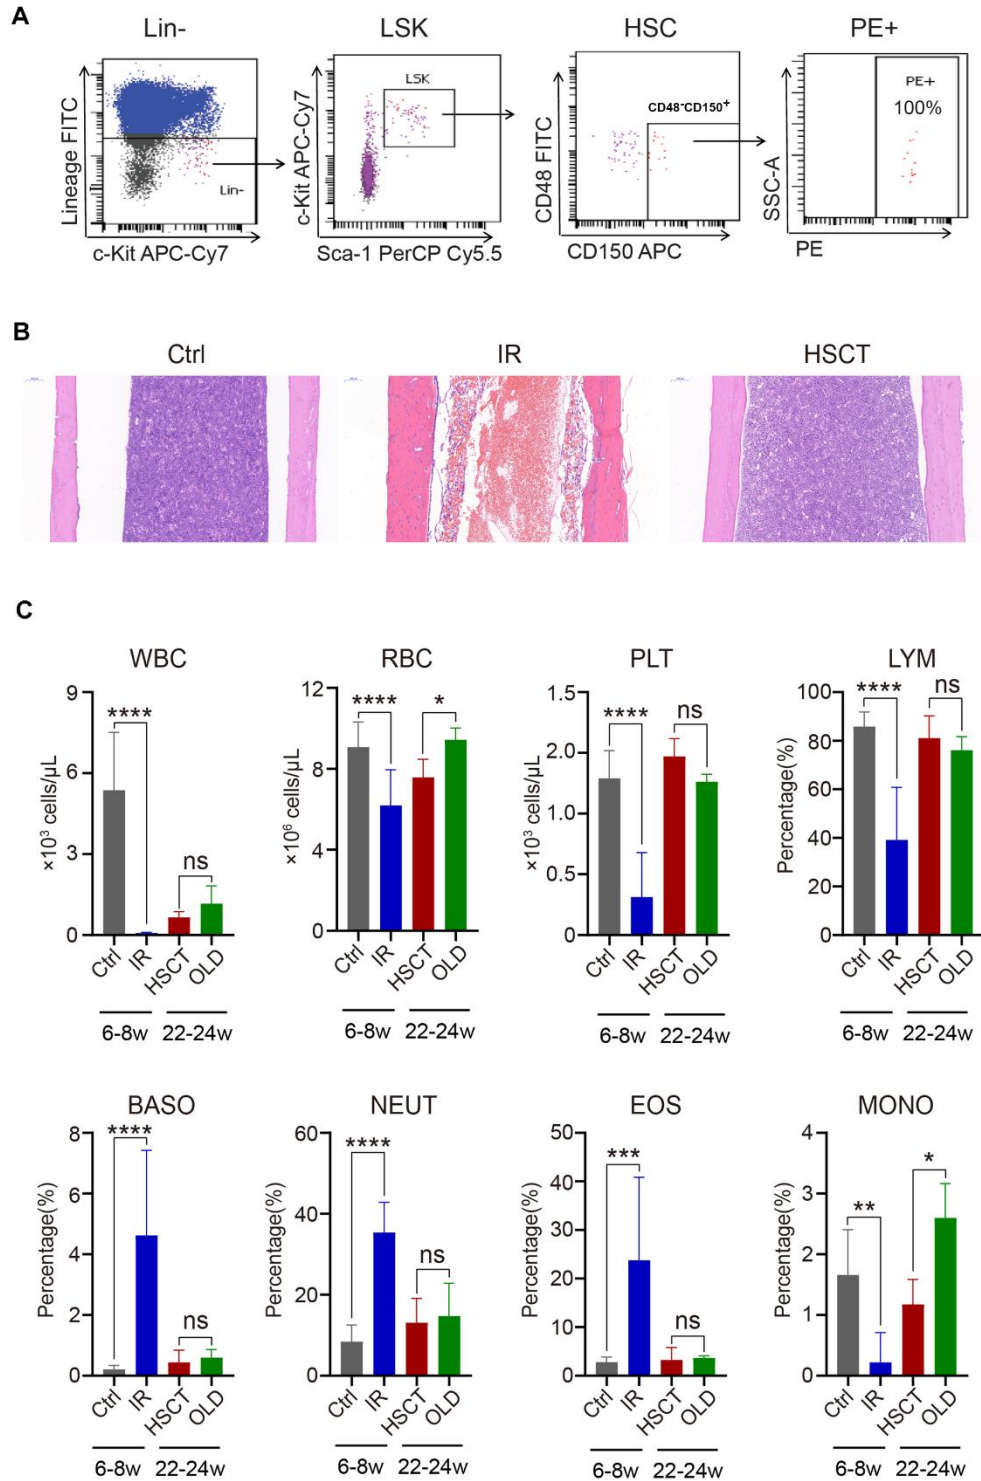 A
Lin-
LSK
HSC
PE+
Lineage FITC
Lin-
c-Kit APC-Cy7
c-Kit APC-Cy7
LSK
Sca-1 PerCP Cy5.5
CD48 FITC
CD48-CD150+
CD150 APC
SSC-A
PE+
100%
PE
B
Ctrl
IR
HSCT
C
WBC
×10³ cells/μL
9
6
3
0
****
ns
Ctrl
IR
HSCT
OLD
6-8w
22-24w
RBC
×10⁶ cells/μL
12
8
4
0
****
*
Ctrl
IR
HSCT
OLD
6-8w
22-24w
PLT
×10³ cells/μL
1.5
2.0
1.0
0.5
0
****
ns
Ctrl
IR
HSCT
OLD
6-8w
22-24w
LYM
Percentage(%)
100
80
60
40
20
0
****
ns
Ctrl
IR
HSCT
OLD
6-8w
22-24w
BASO
Percentage(%)
8
6
4
2
0
****
ns
Ctrl
IR
HSCT
OLD
6-8w
22-24w
NEUT
Percentage(%)
60
40
20
0
****
ns
Ctrl
IR
HSCT
OLD
6-8w
22-24w
EOS
Percentage(%)
50
40
30
20
10
0
***
ns
Ctrl
IR
HSCT
OLD
6-8w
22-24w
MONO
Percentage(%)
4
3
2
1
0
**
*
Ctrl
IR
HSCT
OLD
6-8w
22-24w